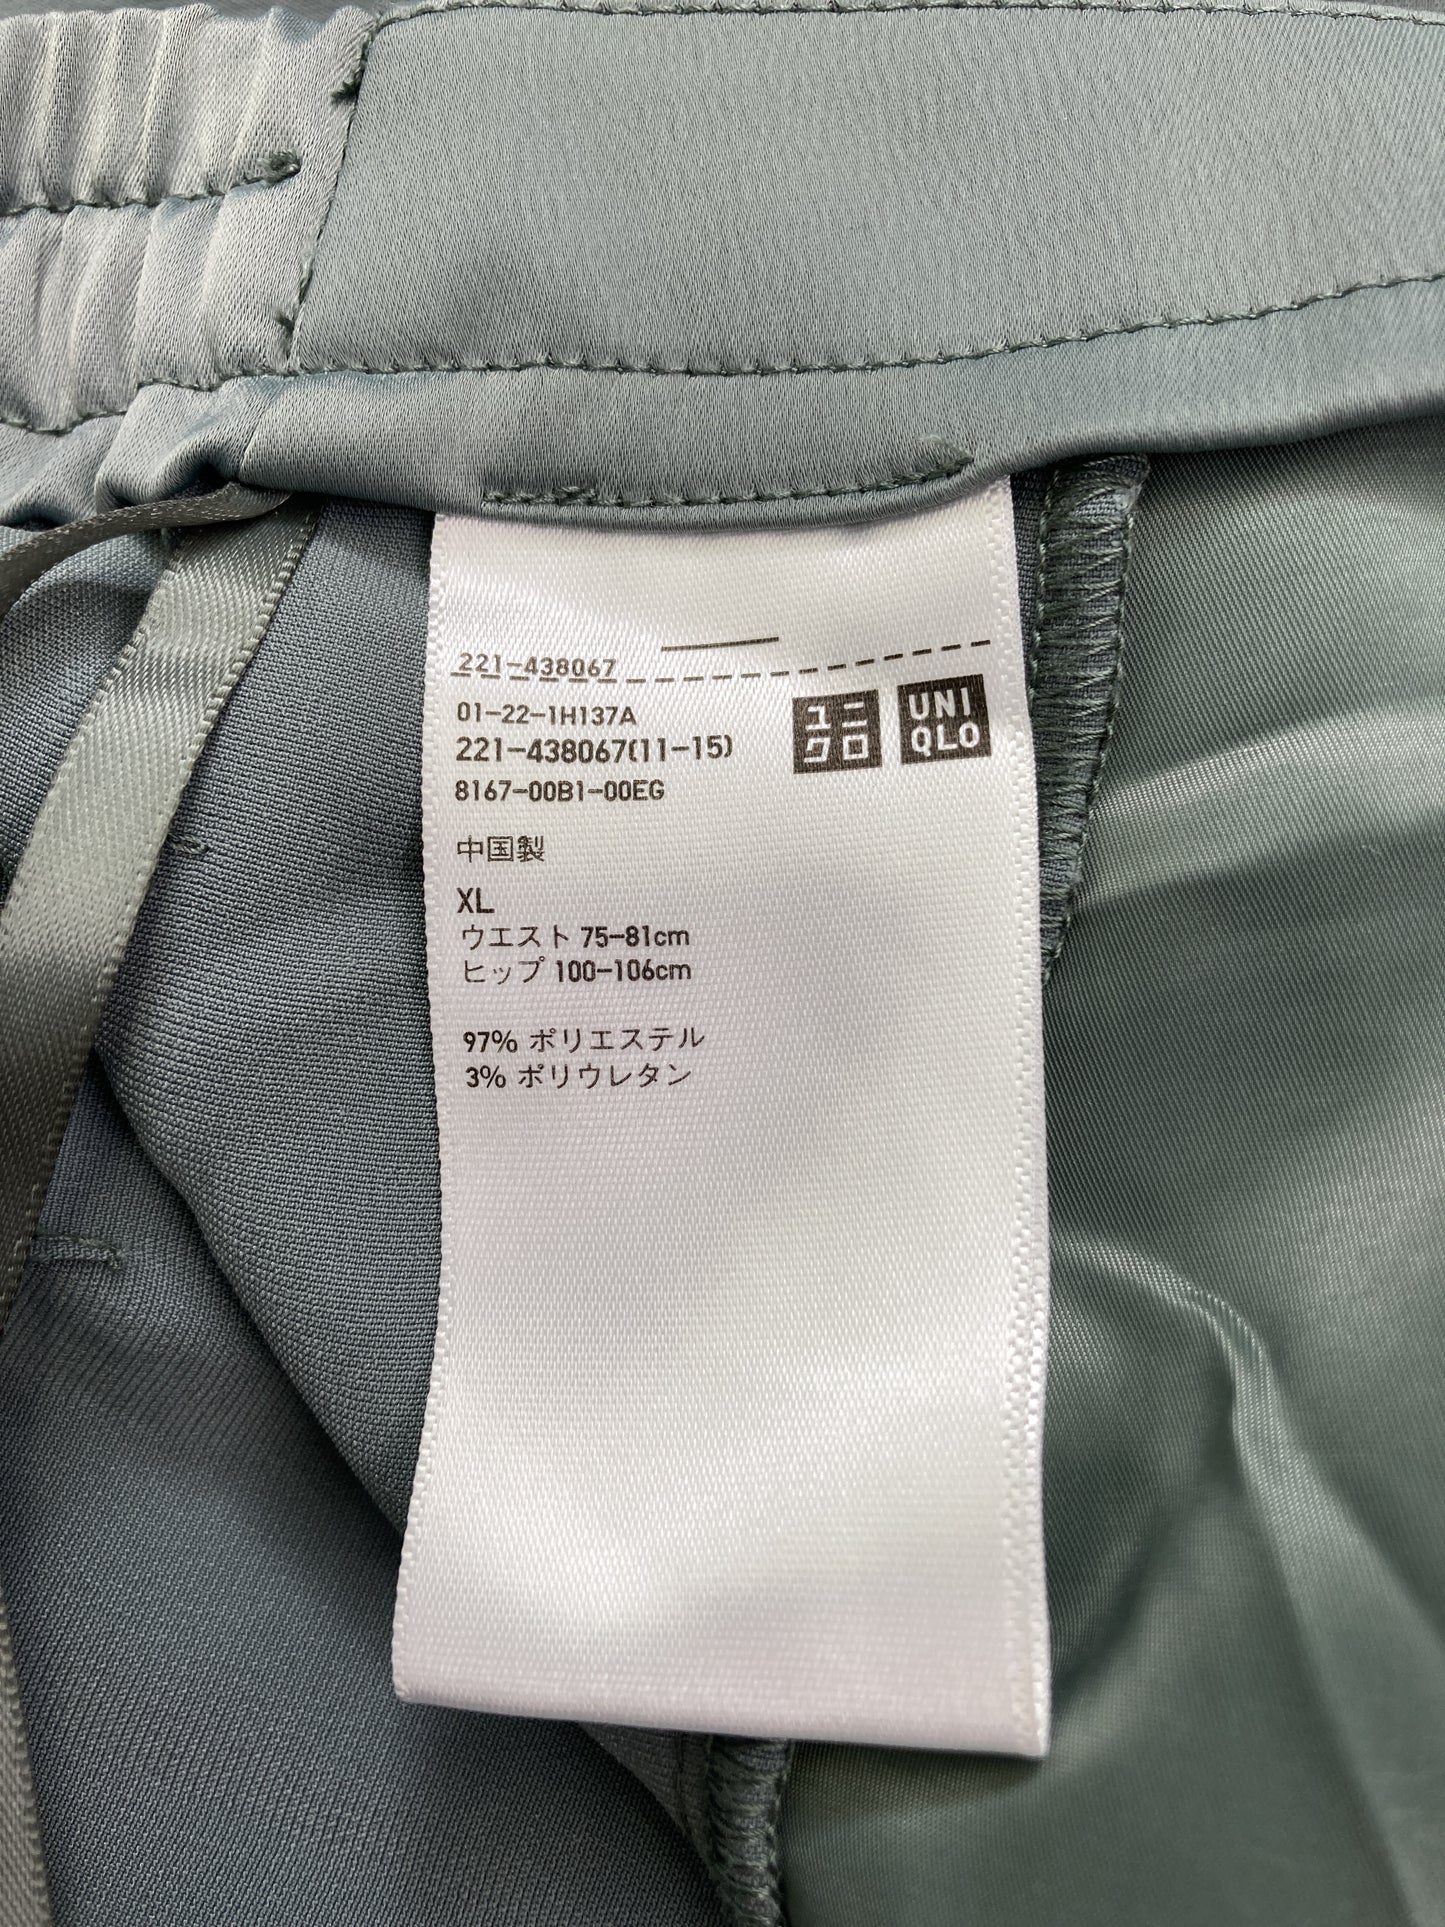 221-438067
01-22-1H137A
221-438067(11-15)
8167-00B1-00EG
ユニ
クロ
UNI
QLO
中国製
XL
ウエスト 75-81cm
ヒップ 100-106cm
97% ポリエステル
3% ポリウレタン